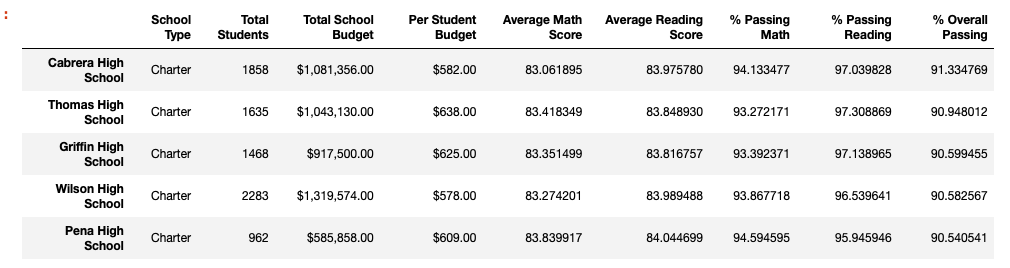 :
School Type Total Students Total School Budget Per Student Budget Average Math Score Average Reading Score % Passing Math % Passing Reading % Overall Passing
Cabrera High School Charter 1858 $1,081,356.00 $582.00 83.061895 83.975780 94.133477 97.039828 91.334769
Thomas High School Charter 1635 $1,043,130.00 $638.00 83.418349 83.848930 93.272171 97.308869 90.948012
Griffin High School Charter 1468 $917,500.00 $625.00 83.351499 83.816757 93.392371 97.138965 90.599455
Wilson High School Charter 2283 $1,319,574.00 $578.00 83.274201 83.989488 93.867718 96.539641 90.582567
Pena High School Charter 962 $585,858.00 $609.00 83.839917 84.044699 94.594595 95.945946 90.540541